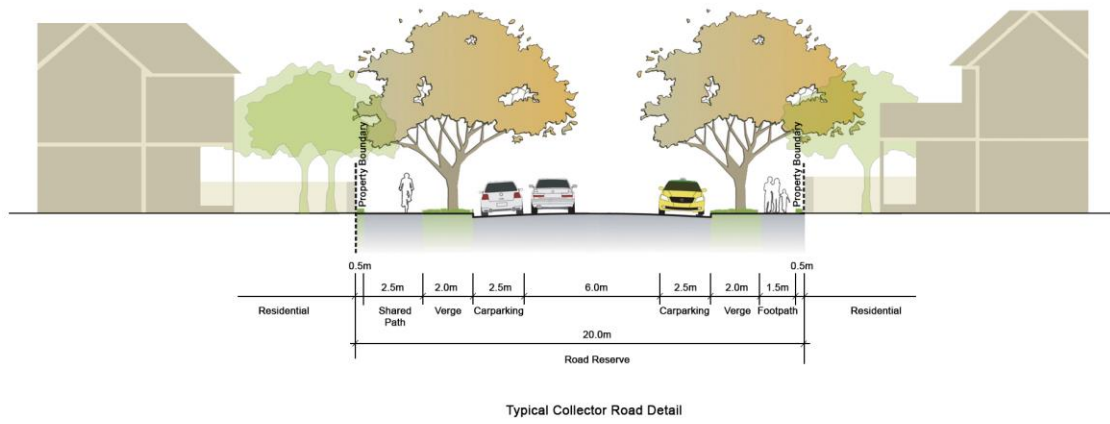 Property Boundary
Property Boundary
0.5m
0.5m
2.5m
2.0m
2.5m
6.0m
2.5m
2.0m
1.5m
Residential
Shared
Path
Verge
Carparking
Carparking
Verge
Footpath
Residential
20.0m
Road Reserve
Typical Collector Road Detail